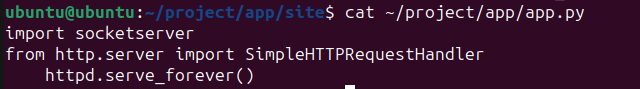 ubuntu@ubuntu:~/project/app/site$ cat ~/project/app/app.py
import socketserver
from http.server import SimpleHTTPRequestHandler
    httpd.serve_forever()